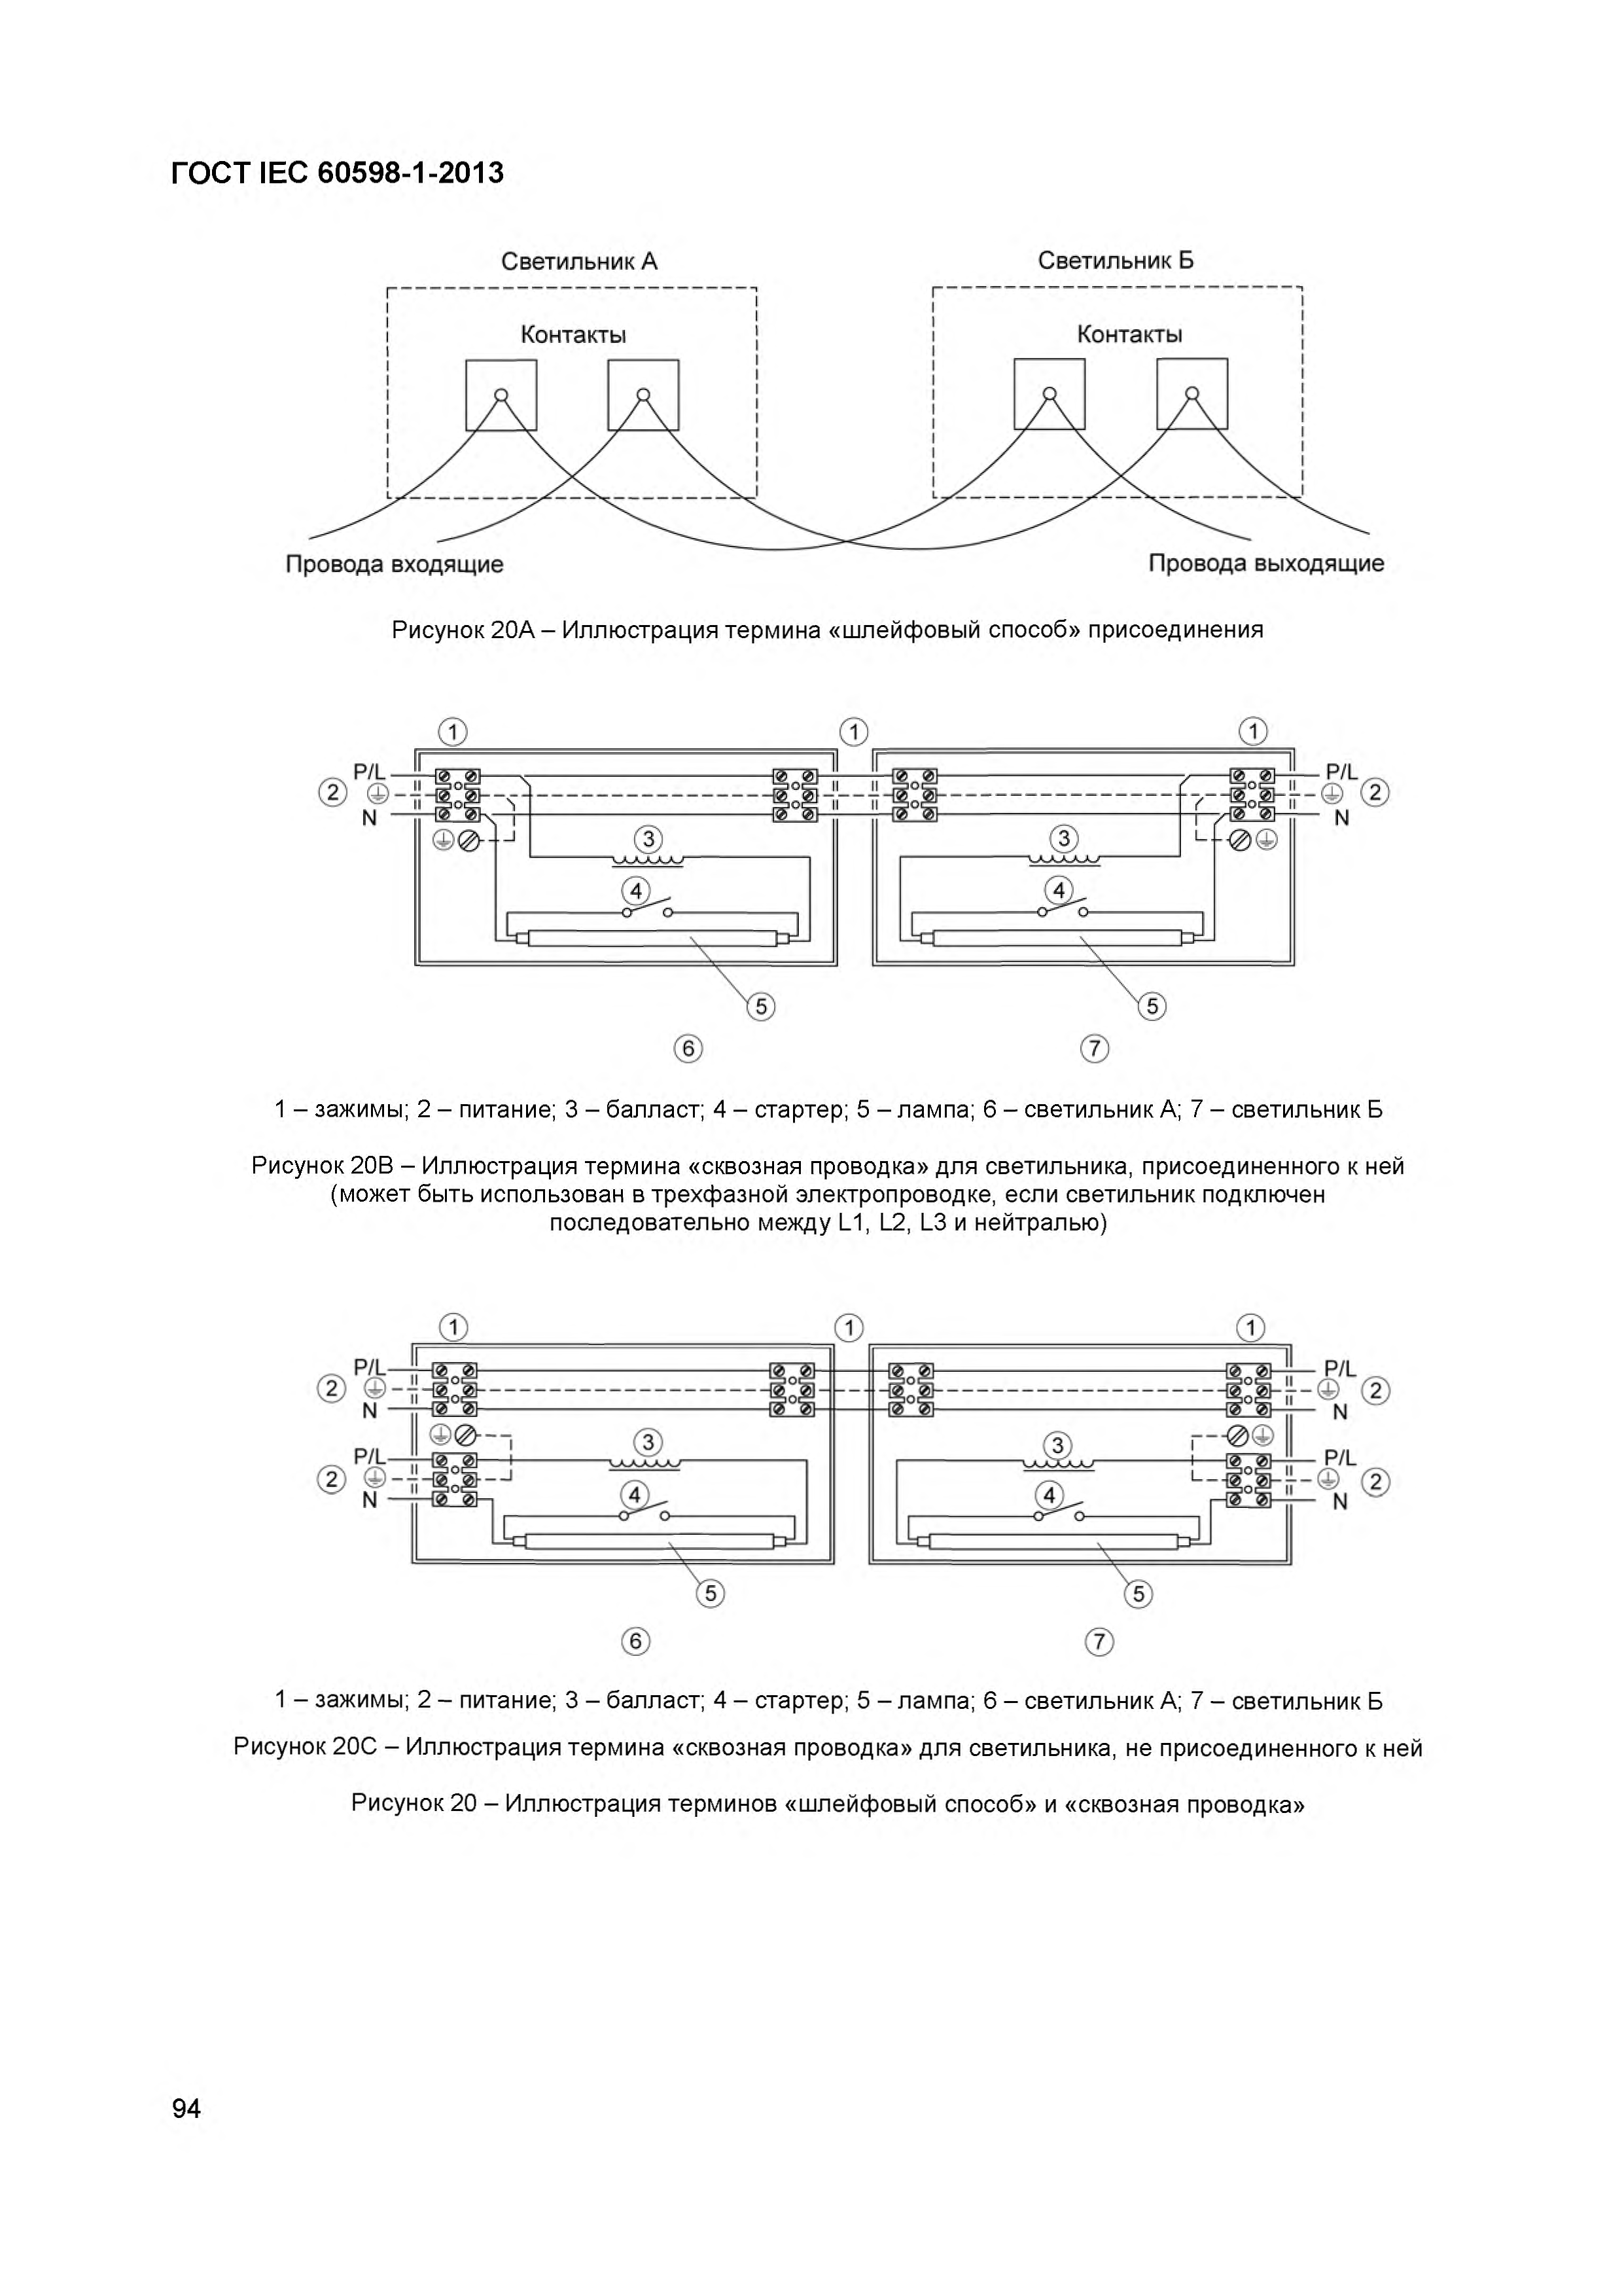 ГОСТ IEC 60598-1-2013
Светильник А
Светильник Б
Контакты
Контакты
Провода входящие
Провода выходящие
Рисунок 20А – Иллюстрация термина «шлейфовый способ» присоединения
1
1
1
P/L
P/L
2
2
N
N
3
3
4
4
5
5
6
7
1 – зажимы; 2 – питание; 3 – балласт; 4 – стартер; 5 – лампа; 6 – светильник А; 7 – светильник Б
Рисунок 20В – Иллюстрация термина «сквозная проводка» для светильника, присоединенного к ней
(может быть использован в трехфазной электропроводке, если светильник подключен
последовательно между L1, L2, L3 и нейтралью)
1
1
1
P/L
P/L
2
2
N
N
3
3
P/L
P/L
2
2
4
4
N
N
5
5
6
7
1 – зажимы; 2 – питание; 3 – балласт; 4 – стартер; 5 – лампа; 6 – светильник А; 7 – светильник Б
Рисунок 20С – Иллюстрация термина «сквозная проводка» для светильника, не присоединенного к ней
Рисунок 20 – Иллюстрация терминов «шлейфовый способ» и «сквозная проводка»
94